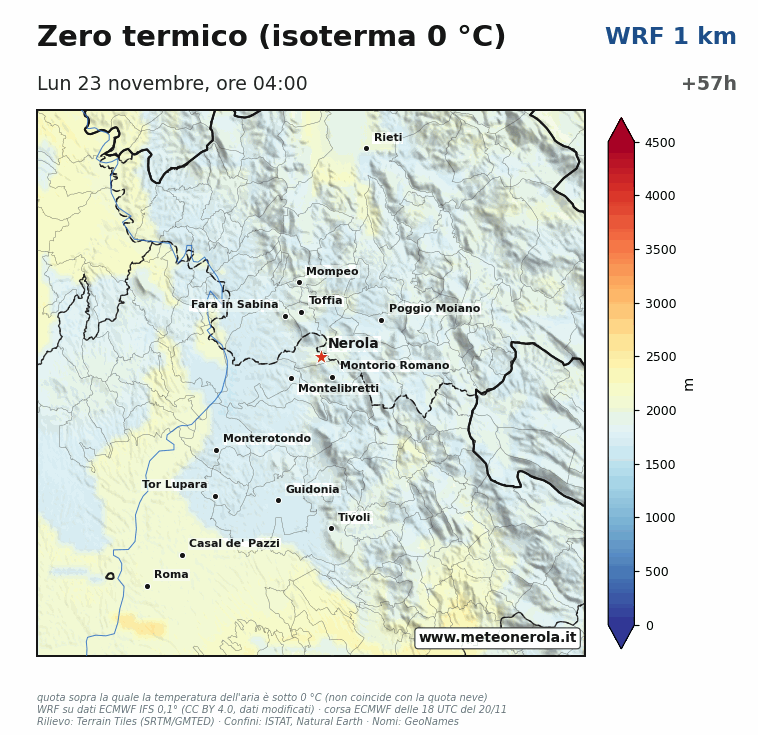 Zero termico (isoterma 0 °C)
WRF 1 km
Lun 23 novembre, ore 04:00
+57h
Rieti
Mompeo
Fara in Sabina
Toffia
Poggio Moiano
Nerola
Montorio Romano
Montelibretti
Monterotondo
Tor Lupara
Guidonia
Tivoli
Casal de' Pazzi
Roma
www.meteonerola.it
4500
4000
3500
3000
2500
2000
1500
1000
500
0
m
quota sopra la quale la temperatura dell'aria è sotto 0 °C (non coincide con la quota neve)
WRF su dati ECMWF IFS 0,1° (CC BY 4.0, dati modificati) · corsa ECMWF delle 18 UTC del 20/11
Rilievo: Terrain Tiles (SRTM/GMTED) · Confini: ISTAT, Natural Earth · Nomi: GeoNames